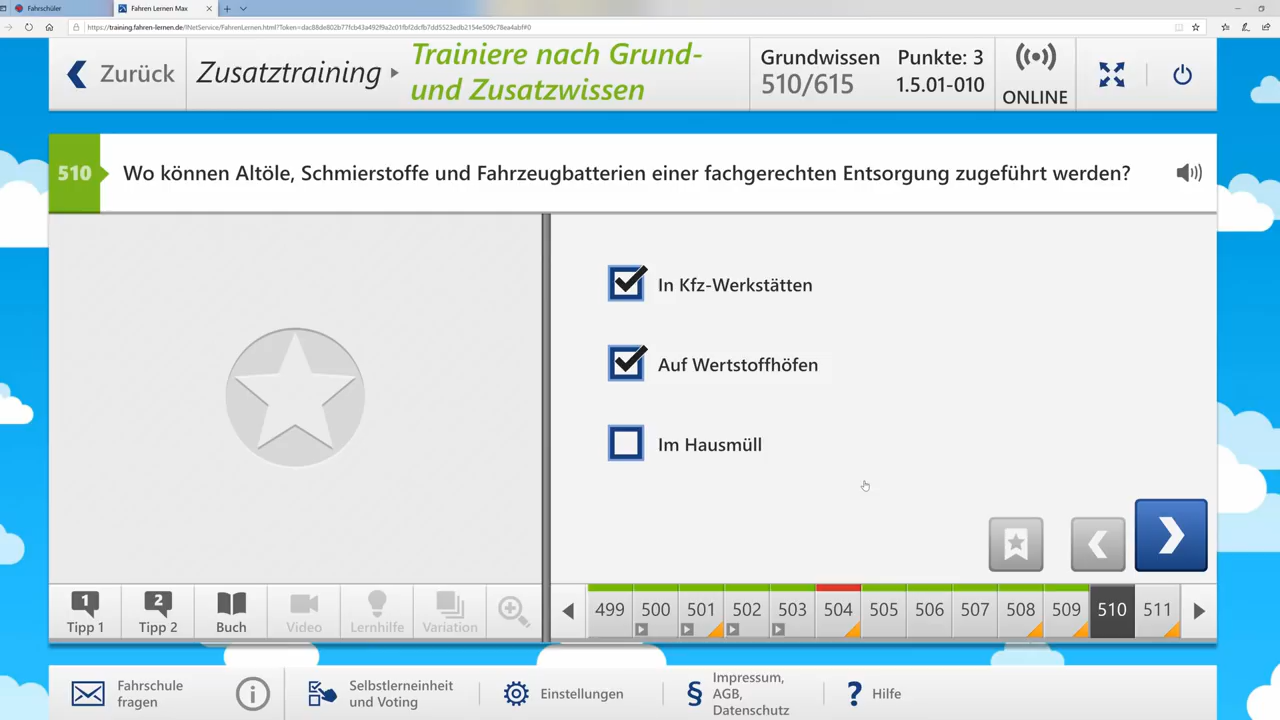 Fahrschüler
Fahren Lernen Max
Zurück
Zusatztraining
Trainiere nach Grund-
und Zusatzwissen
Grundwissen
510/615
Punkte: 3
1.5.01-010
ONLINE
510
Wo können Altöle, Schmierstoffe und Fahrzeugbatterien einer fachgerechten Entsorgung zugeführt werden?
In Kfz-Werkstätten
Auf Wertstoffhöfen
Im Hausmüll
1
Tipp 1
2
Tipp 2
Buch
Video
Lernhilfe
Variation
499 500 501 502 503 504 505 506 507 508 509 510 511
Fahrschule
fragen
Selbstlerneinheit
und Voting
Einstellungen
§
Impressum,
AGB,
Datenschutz
?
Hilfe